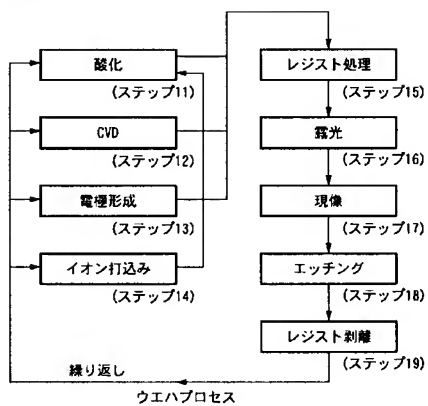 酸化
(ステップ11)
CVD
(ステップ12)
電極形成
(ステップ13)
イオン打込み
(ステップ14)
レジスト処理
(ステップ15)
露光
(ステップ16)
現像
(ステップ17)
エッチング
(ステップ18)
レジスト剥離
(ステップ19)
繰り返し
ウエハプロセス